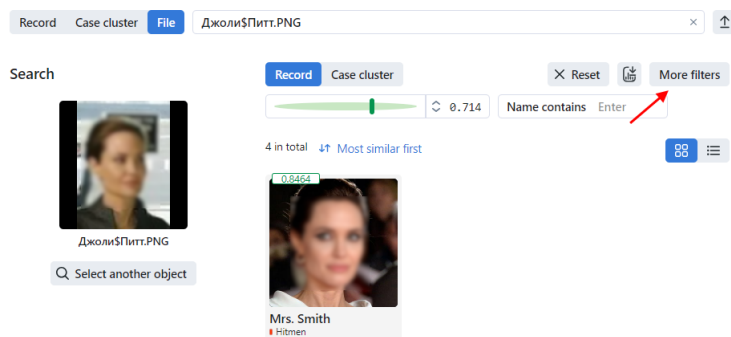 Record Case cluster File Джоли$Питт.PNG ×
Search
Record Case cluster × Reset More filters
0.714 Name contains Enter
4 in total Most similar first
0.8464
Джоли$Питт.PNG
Select another object
Mrs. Smith
Hitmen